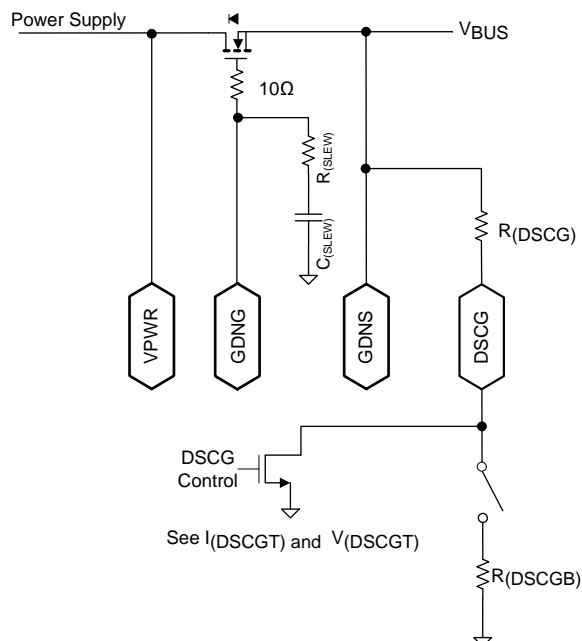 Power Supply
VBUS
10Ω
R(SLEW)
C(SLEW)
R(DSCG)
VPWR
GDNG
GDNS
DSCG
DSCG
Control
See I(DSCGT) and V(DSCGT)
R(DSCGB)